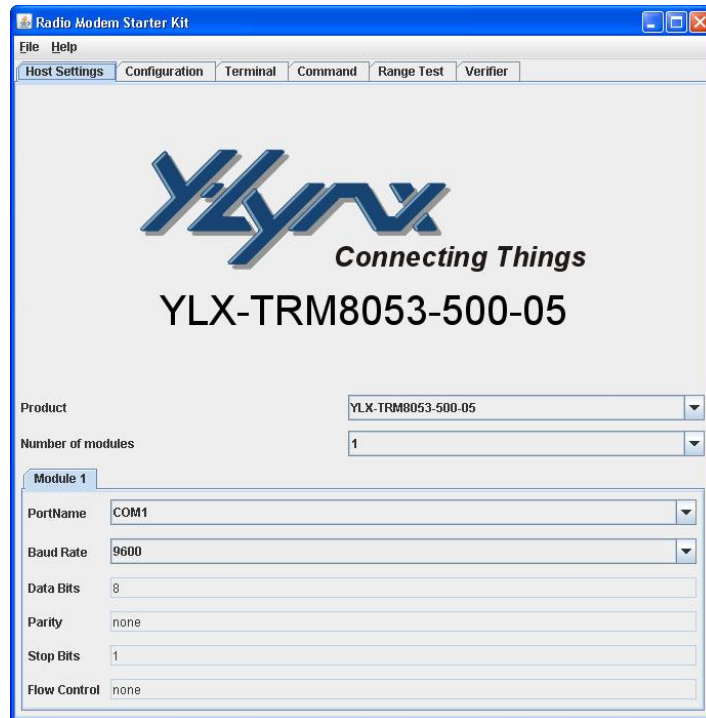 Radio Modem Starter Kit
File Help
Host Settings Configuration Terminal Command Range Test Verifier
YLynx
Connecting Things
YLX-TRM8053-500-05
Product YLX-TRM8053-500-05
Number of modules 1
Module 1
PortName COM1
Baud Rate 9600
Data Bits 8
Parity none
Stop Bits 1
Flow Control none